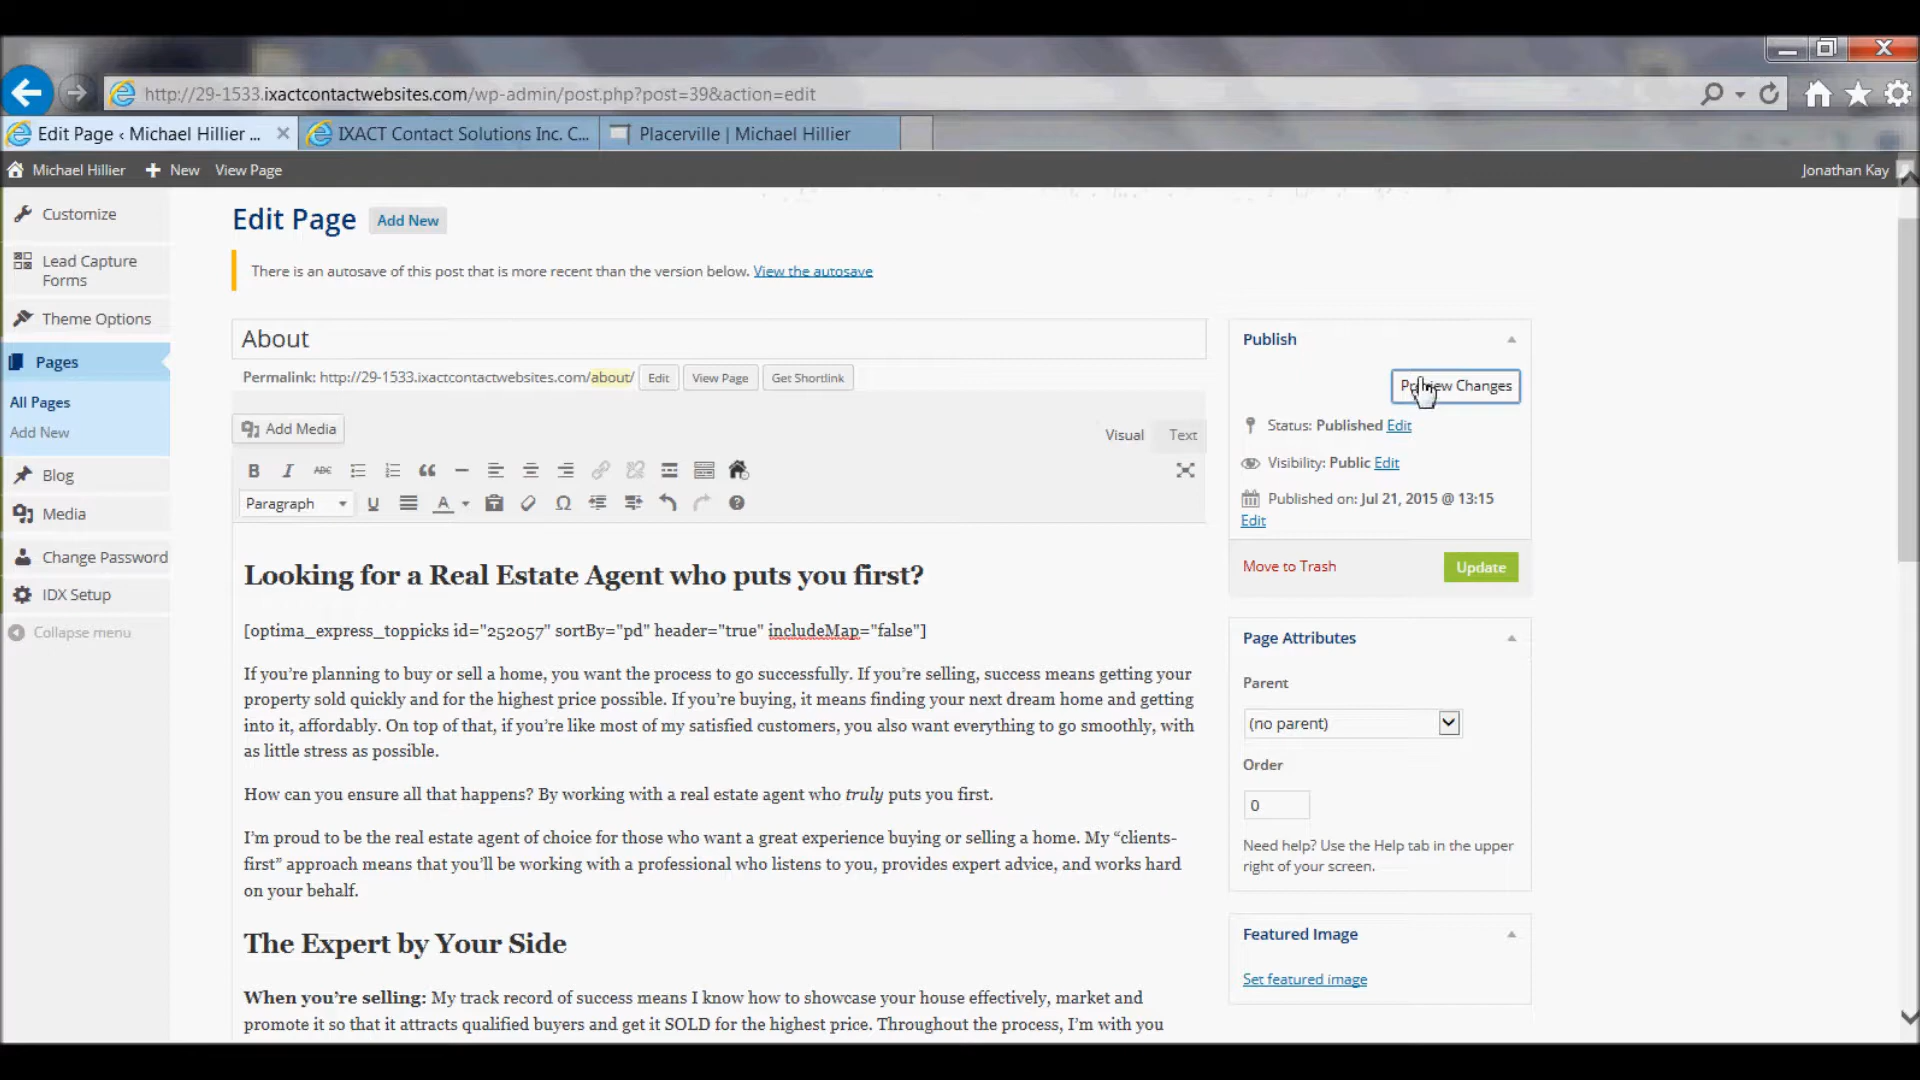 http://29-1533.ixactcontactwebsites.com/wp-admin/post.php?post=39&action=edit
Edit Page ‹ Michael Hillier ...
IXACT Contact Solutions Inc. C...
Placerville | Michael Hillier
Michael Hillier
New
View Page
Jonathan Kay
Customize
Lead Capture
Forms
Theme Options
Pages
All Pages
Add New
Blog
Media
Change Password
IDX Setup
Collapse menu
Edit Page
Add New
There is an autosave of this post that is more recent than the version below. View the autosave
About
Permalink: http://29-1533.ixactcontactwebsites.com/about/
Edit
View Page
Get Shortlink
Add Media
Visual
Text
B I ABC
Paragraph
U
A
Ω
Looking for a Real Estate Agent who puts you first?
[optima_express_toppicks id="252057" sortBy="pd" header="true" includeMap="false"]
If you're planning to buy or sell a home, you want the process to go successfully. If you're selling, success means getting your
property sold quickly and for the highest price possible. If you're buying, it means finding your next dream home and getting
into it, affordably. On top of that, if you're like most of my satisfied customers, you also want everything to go smoothly, with
as little stress as possible.
How can you ensure all that happens? By working with a real estate agent who truly puts you first.
I'm proud to be the real estate agent of choice for those who want a great experience buying or selling a home. My “clients-
first” approach means that you'll be working with a professional who listens to you, provides expert advice, and works hard
on your behalf.
The Expert by Your Side
When you're selling: My track record of success means I know how to showcase your house effectively, market and
promote it so that it attracts qualified buyers and get it SOLD for the highest price. Throughout the process, I'm with you
Publish
Preview Changes
Status: Published Edit
Visibility: Public Edit
Published on: Jul 21, 2015 @ 13:15
Edit
Move to Trash
Update
Page Attributes
Parent
(no parent)
Order
0
Need help? Use the Help tab in the upper
right of your screen.
Featured Image
Set featured image